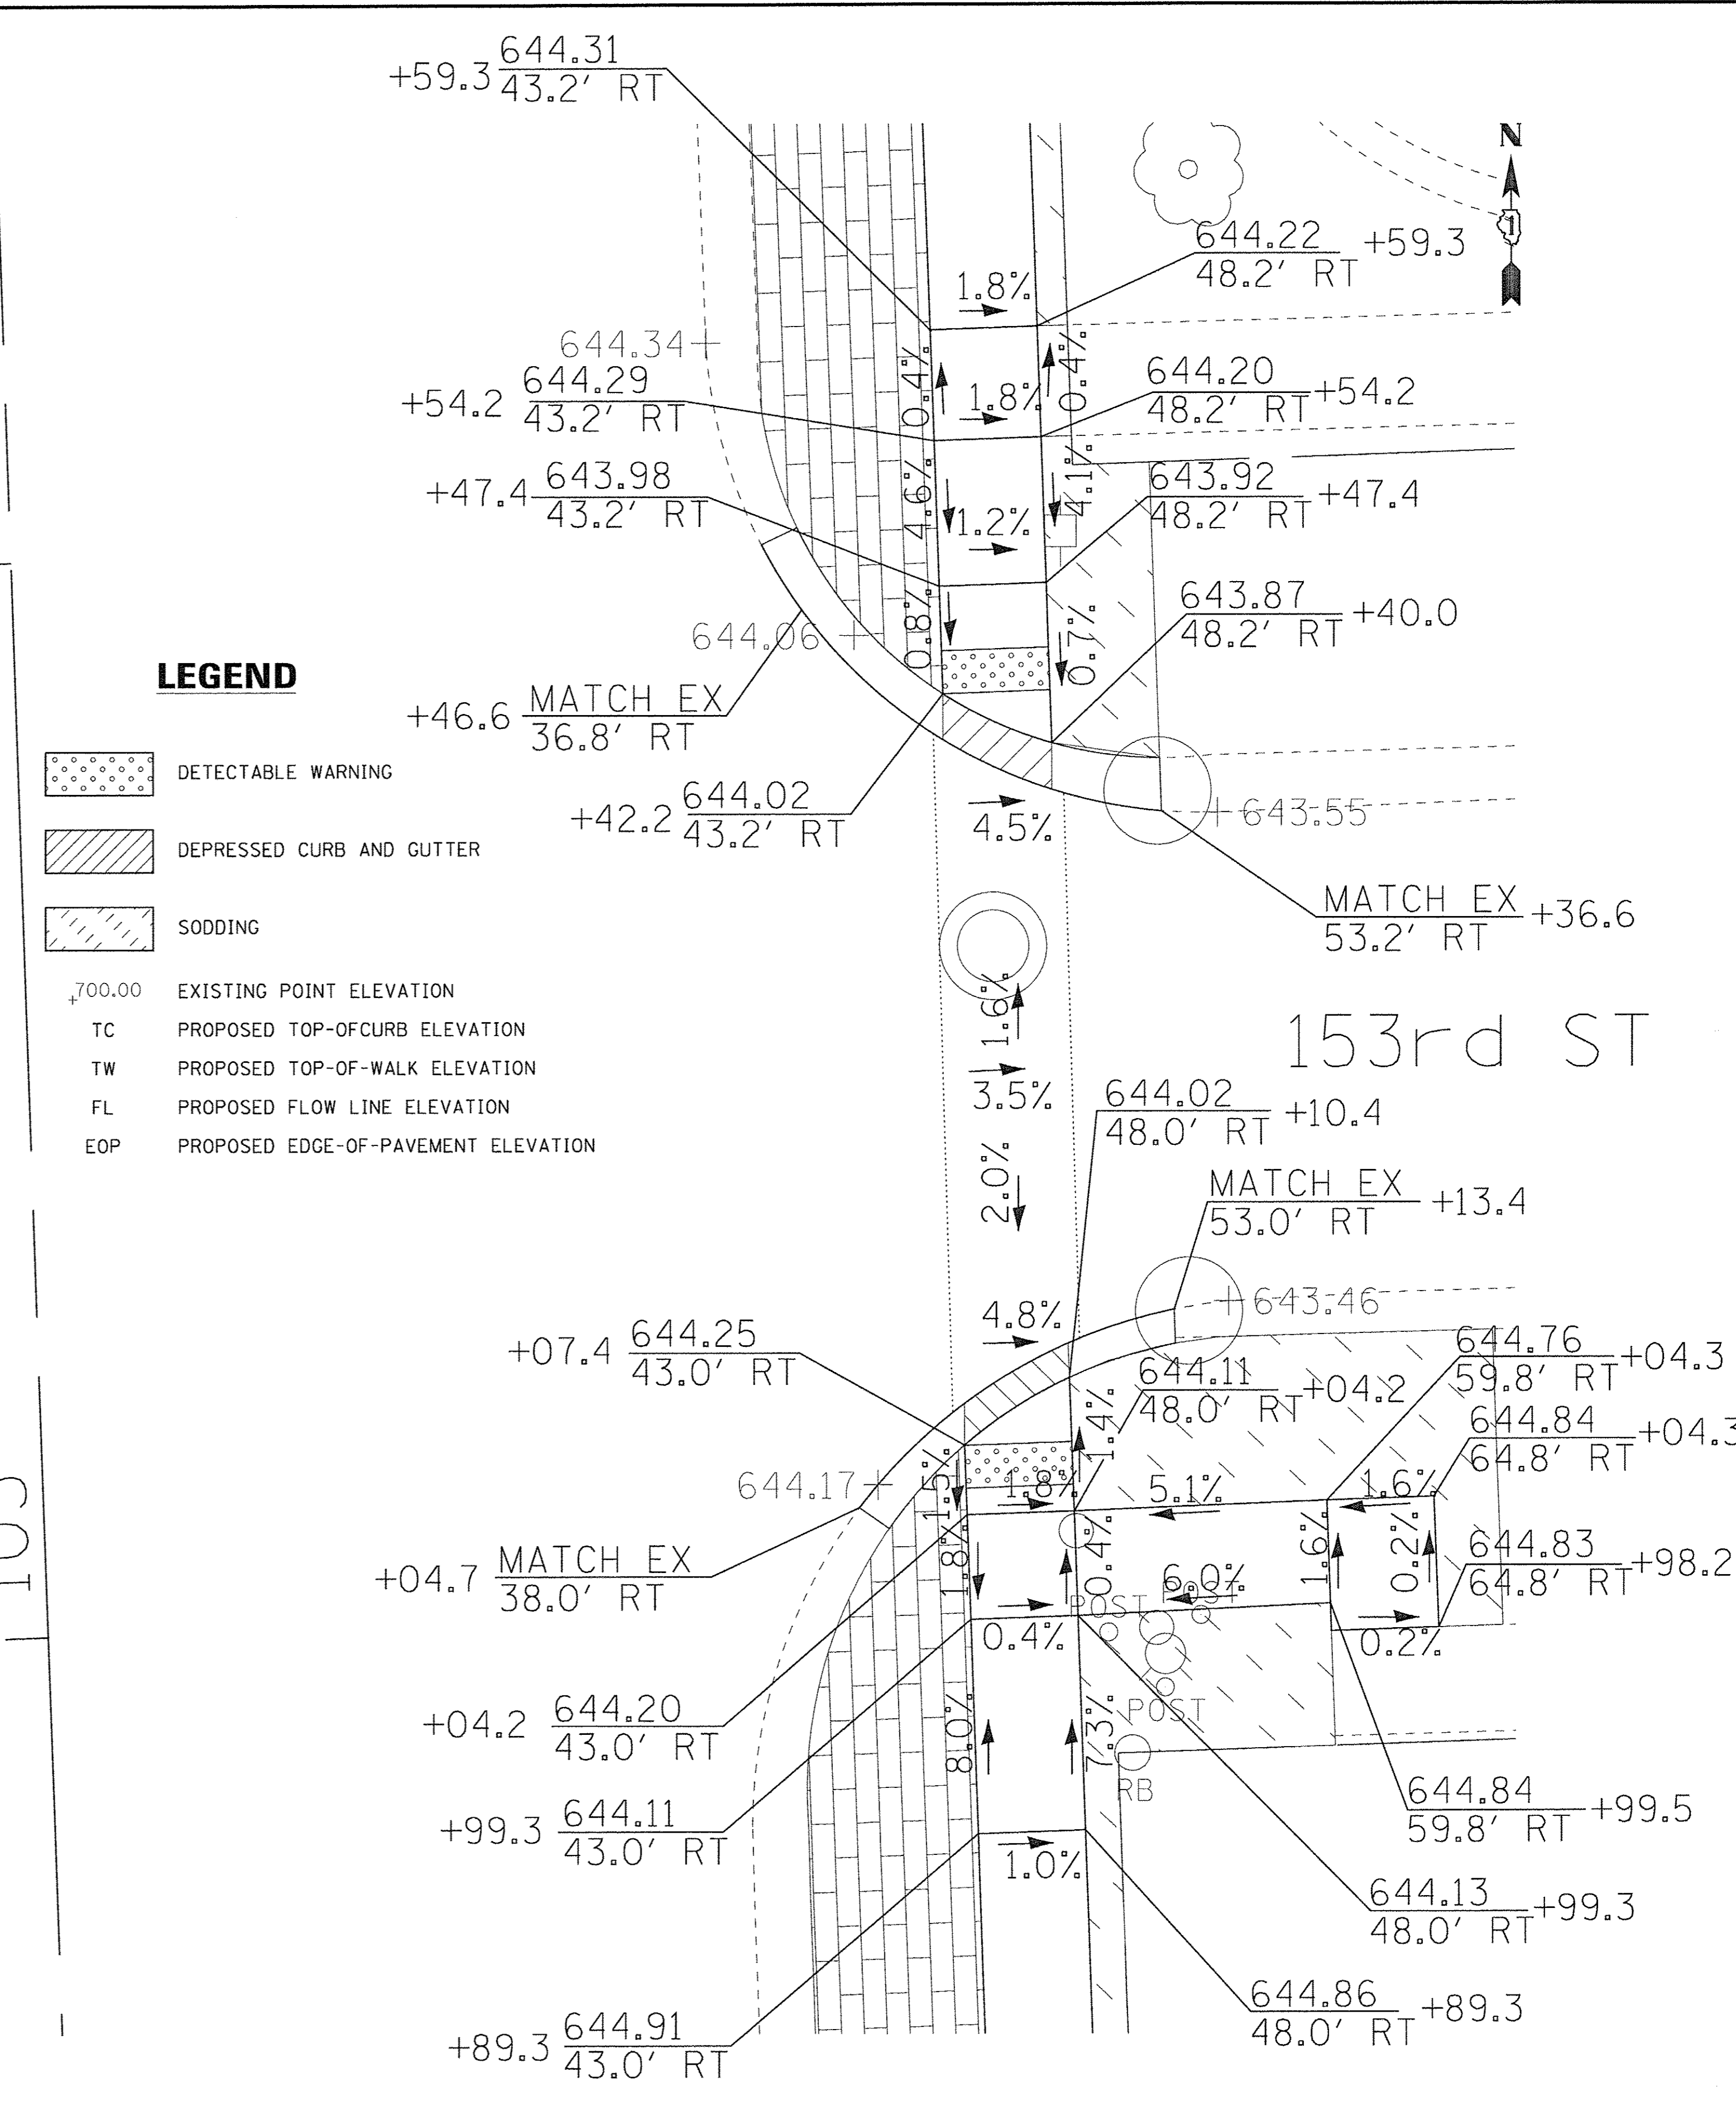 644.31
+59.3
43.2' RT
N
644.22
+59.3
48.2' RT
1.8%
644.34
0.4%
0.4%
644.29
+54.2
43.2' RT
1.8%
644.20
+54.2
48.2' RT
643.98
+47.4
43.2' RT
4.6%
4.1%
643.92
+47.4
48.2' RT
1.2%
643.87
+40.0
48.2' RT
0.8%
0.7%
644.06
LEGEND
MATCH EX
+46.6
36.8' RT
DETECTABLE WARNING
644.02
+42.2
43.2' RT
4.5%
643.55
DEPRESSED CURB AND GUTTER
MATCH EX
+36.6
53.2' RT
SODDING
+700.00 EXISTING POINT ELEVATION
TC PROPOSED TOP-OFCURB ELEVATION
TW PROPOSED TOP-OF-WALK ELEVATION
FL PROPOSED FLOW LINE ELEVATION
EOP PROPOSED EDGE-OF-PAVEMENT ELEVATION
1.6%
153rd ST
3.5%
2.0%
644.02
+10.4
48.0' RT
MATCH EX
+13.4
53.0' RT
643.46
4.8%
644.25
+07.4
43.0' RT
644.76
+04.3
59.8' RT
644.11
+04.2
48.0' RT
644.84
+04.3
64.8' RT
1.4%
1.5%
644.17
1.8%
5.1%
1.6%
MATCH EX
+04.7
38.0' RT
1.8%
0.4%
6.0%
1.6%
0.2%
644.83
+98.2
64.8' RT
POST
POST
0.4%
0.2%
644.20
+04.2
43.0' RT
8.0%
7.3%
POST
RB
644.11
+99.3
43.0' RT
644.84
+99.5
59.8' RT
1.0%
644.13
+99.3
48.0' RT
644.91
+89.3
43.0' RT
644.86
+89.3
48.0' RT